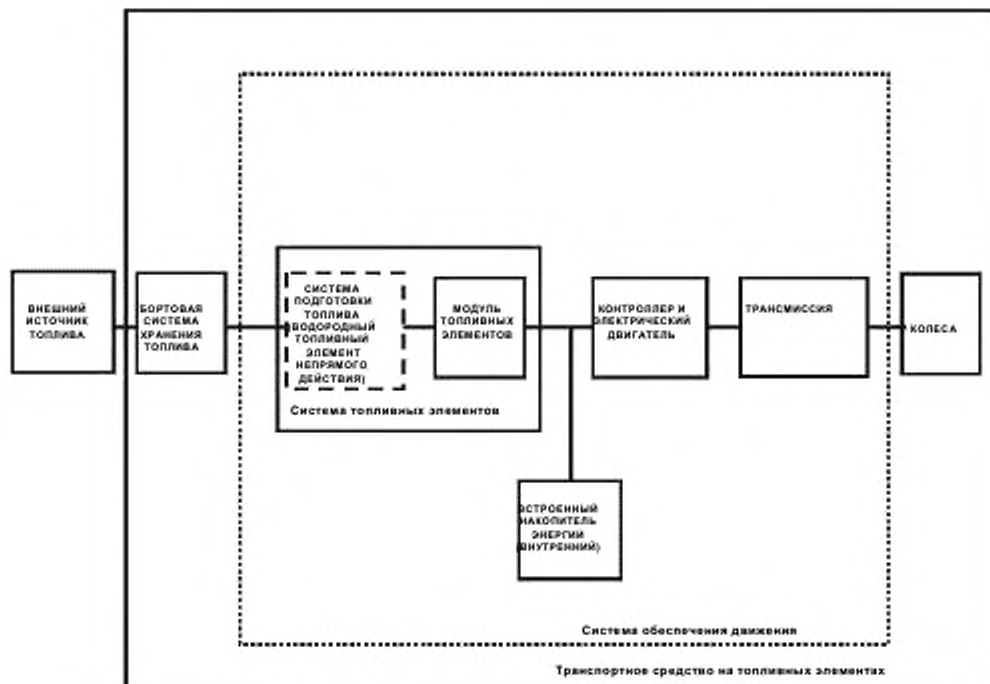 ВНЕШНИЙ
ИСТОЧНИК
ТОПЛИВА
БОРТОВАЯ
СИСТЕМА
ХРАНЕНИЯ
ТОПЛИВА
СИСТЕМА
ПОДГОТОВКИ
ТОПЛИВА
ВОДОРОДНЫЙ
ТОПЛИВНЫЙ
ЭЛЕМЕНТ
НЕПРЯМОГО
ДЕЙСТВИЯ)
Система топливных элементов
МОДУЛЬ
ТОПЛИВНЫХ
ЭЛЕМЕНТОВ
КОНТРОЛЛЕР И
ЭЛЕКТРИЧЕСКИЙ
ДВИГАТЕЛЬ
ТРАНСМИССИЯ
КОЛЕСА
ВСТРОЕННЫЙ
НАКОПИТЕЛЬ
ЭНЕРГИИ
(ВНУТРЕННИЙ)
Система обеспечения движения
Транспортное средство на топливных элементах